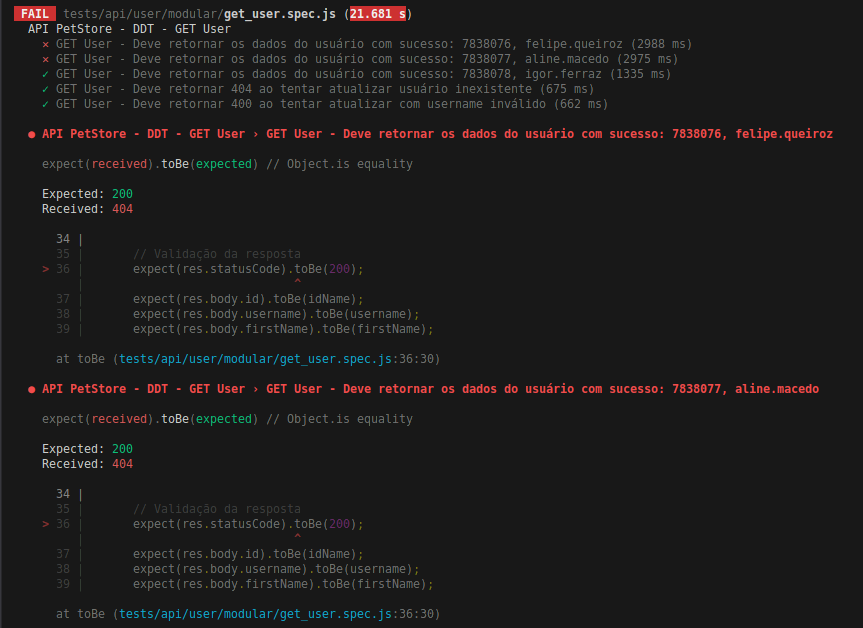 FAIL tests/api/user/modular/get_user.spec.js (21.681 s)
API PetStore - DDT - GET User
✕ GET User - Deve retornar os dados do usuário com sucesso: 7838076, felipe.queiroz (2988 ms)
✕ GET User - Deve retornar os dados do usuário com sucesso: 7838077, aline.macedo (2975 ms)
✓ GET User - Deve retornar os dados do usuário com sucesso: 7838078, igor.ferraz (1335 ms)
✓ GET User - Deve retornar 404 ao tentar atualizar usuário inexistente (675 ms)
✓ GET User - Deve retornar 400 ao tentar atualizar com username inválido (662 ms)
● API PetStore - DDT - GET User › GET User - Deve retornar os dados do usuário com sucesso: 7838076, felipe.queiroz
expect(received).toBe(expected) // Object.is equality
Expected: 200
Received: 404
34 |
35 | // Validação da resposta
> 36 | expect(res.statusCode).toBe(200);
| ^
37 | expect(res.body.id).toBe(idName);
38 | expect(res.body.username).toBe(username);
39 | expect(res.body.firstName).toBe(firstName);
at toBe (tests/api/user/modular/get_user.spec.js:36:30)
● API PetStore - DDT - GET User › GET User - Deve retornar os dados do usuário com sucesso: 7838077, aline.macedo
expect(received).toBe(expected) // Object.is equality
Expected: 200
Received: 404
34 |
35 | // Validação da resposta
> 36 | expect(res.statusCode).toBe(200);
| ^
37 | expect(res.body.id).toBe(idName);
38 | expect(res.body.username).toBe(username);
39 | expect(res.body.firstName).toBe(firstName);
at toBe (tests/api/user/modular/get_user.spec.js:36:30)